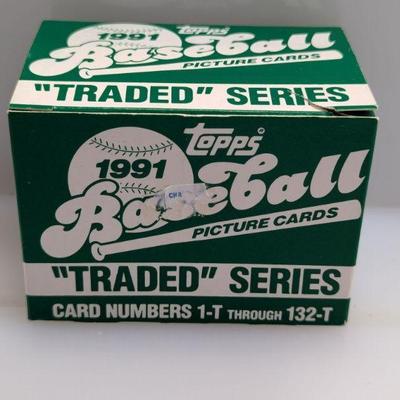 topps
1991
Baseball
PICTURE CARDS
"TRADED" SERIES
topps®
1991
Baseball
PICTURE CARDS
"TRADED" SERIES
CARD NUMBERS 1-T THROUGH 132-T